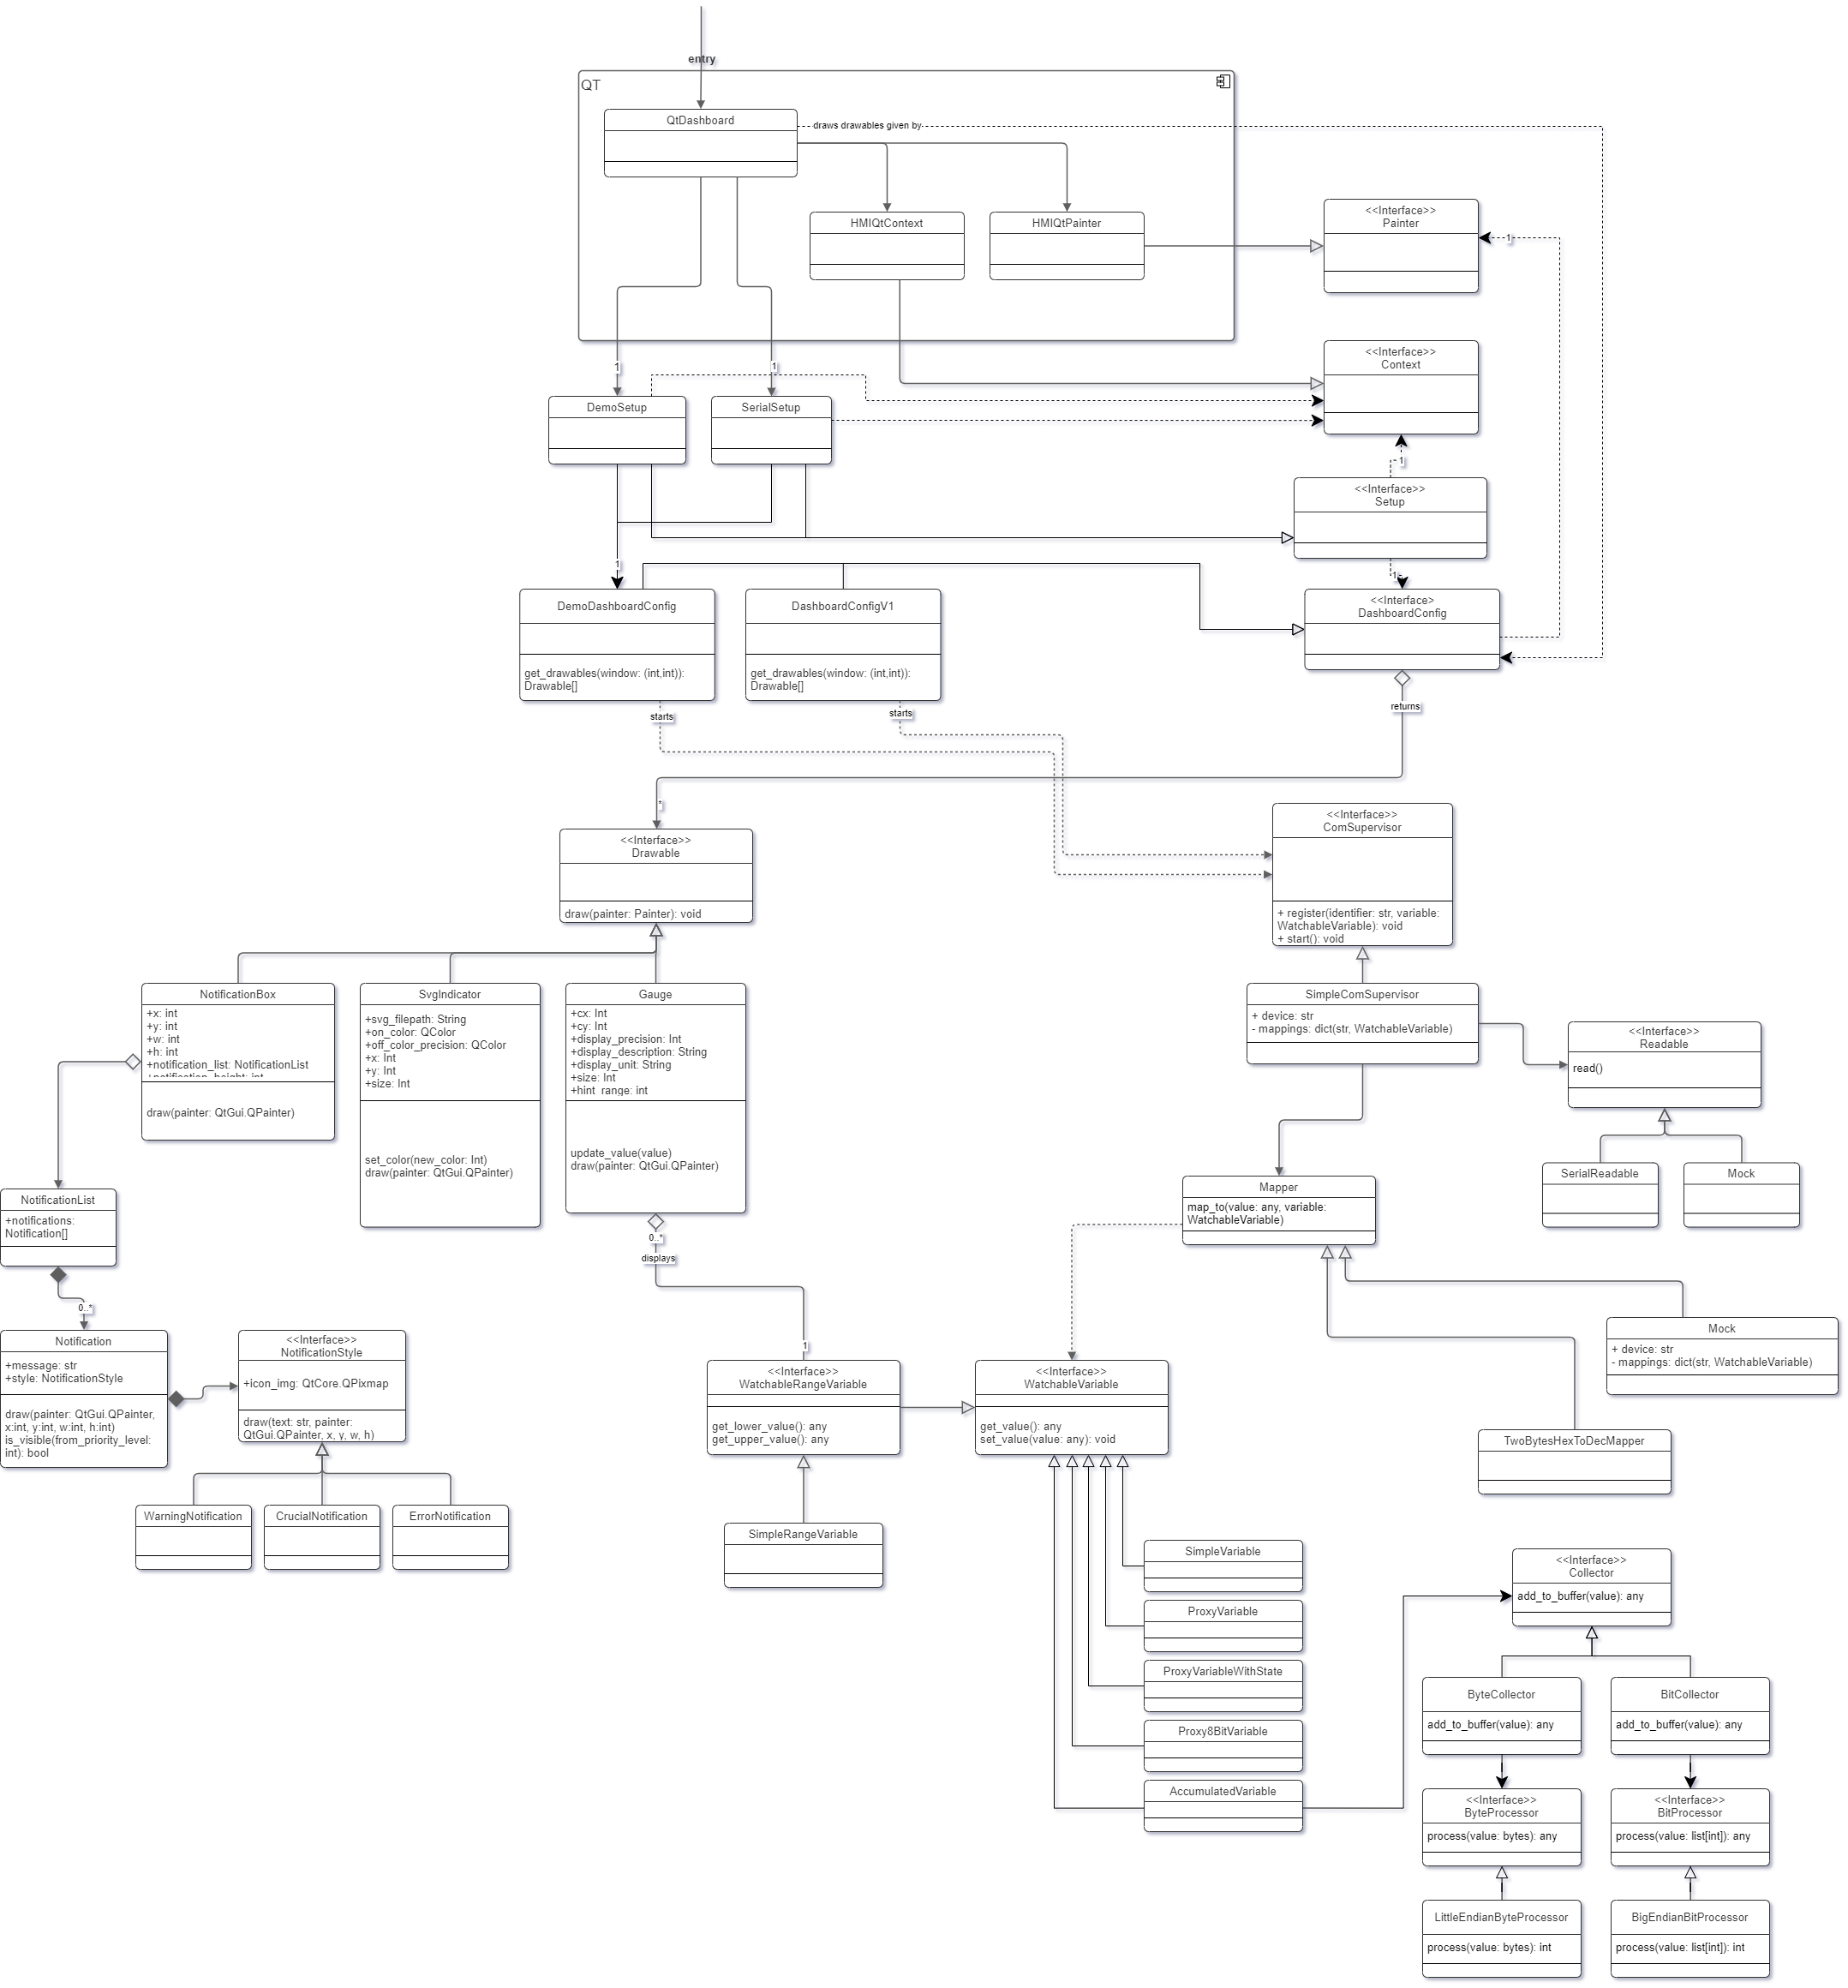 entry
QT
QtDashboard
draws drawables given by
HMIQtContext
HMIQtPainter
<<Interface>>
Painter
1
<<Interface>>
Context
1
1
DemoSetup
SerialSetup
1
<<Interface>>
Setup
1
1
DemoDashboardConfig
get_drawables(window: (int,int)):
Drawable[]
DashboardConfigV1
get_drawables(window: (int,int)):
Drawable[]
<<Interface>
DashboardConfig
starts
starts
returns
*
<<Interface>>
Drawable
draw(painter: Painter): void
<<Interface>>
ComSupervisor
+ register(identifier: str, variable:
WatchableVariable): void
+ start(): void
NotificationBox
+x: int
+y: int
+w: int
+h: int
+notification_list: NotificationList
+notification_height: int
draw(painter: QtGui.QPainter)
SvgIndicator
+svg_filepath: String
+on_color: QColor
+off_color_precision: QColor
+x: Int
+y: Int
+size: Int
set_color(new_color: Int)
draw(painter: QtGui.QPainter)
Gauge
+cx: Int
+cy: Int
+display_precision: Int
+display_description: String
+display_unit: String
+size: Int
+hint_range: int
update_value(value)
draw(painter: QtGui.QPainter)
SimpleComSupervisor
+ device: str
- mappings: dict(str, WatchableVariable)
<<Interface>>
Readable
read()
SerialReadable
Mock
NotificationList
+notifications:
Notification[]
0..*
Mapper
map_to(value: any, variable:
WatchableVariable)
0..*
displays
1
Notification
+message: str
+style: NotificationStyle
draw(painter: QtGui.QPainter,
x:int, y:int, w:int, h:int)
is_visible(from_priority_level:
int): bool
<<Interface>>
NotificationStyle
+icon_img: QtCore.QPixmap
draw(text: str, painter:
QtGui.QPainter, x, y, w, h)
WarningNotification
CrucialNotification
ErrorNotification
<<Interface>>
WatchableRangeVariable
get_lower_value(): any
get_upper_value(): any
<<Interface>>
WatchableVariable
get_value(): any
set_value(value: any): void
Mock
+ device: str
- mappings: dict(str, WatchableVariable)
TwoBytesHexToDecMapper
SimpleRangeVariable
SimpleVariable
ProxyVariable
ProxyVariableWithState
Proxy8BitVariable
AccumulatedVariable
<<Interface>>
Collector
add_to_buffer(value): any
ByteCollector
add_to_buffer(value): any
BitCollector
add_to_buffer(value): any
<<Interface>>
ByteProcessor
process(value: bytes): any
<<Interface>>
BitProcessor
process(value: list[int]): any
LittleEndianByteProcessor
process(value: bytes): int
BigEndianBitProcessor
process(value: list[int]): int